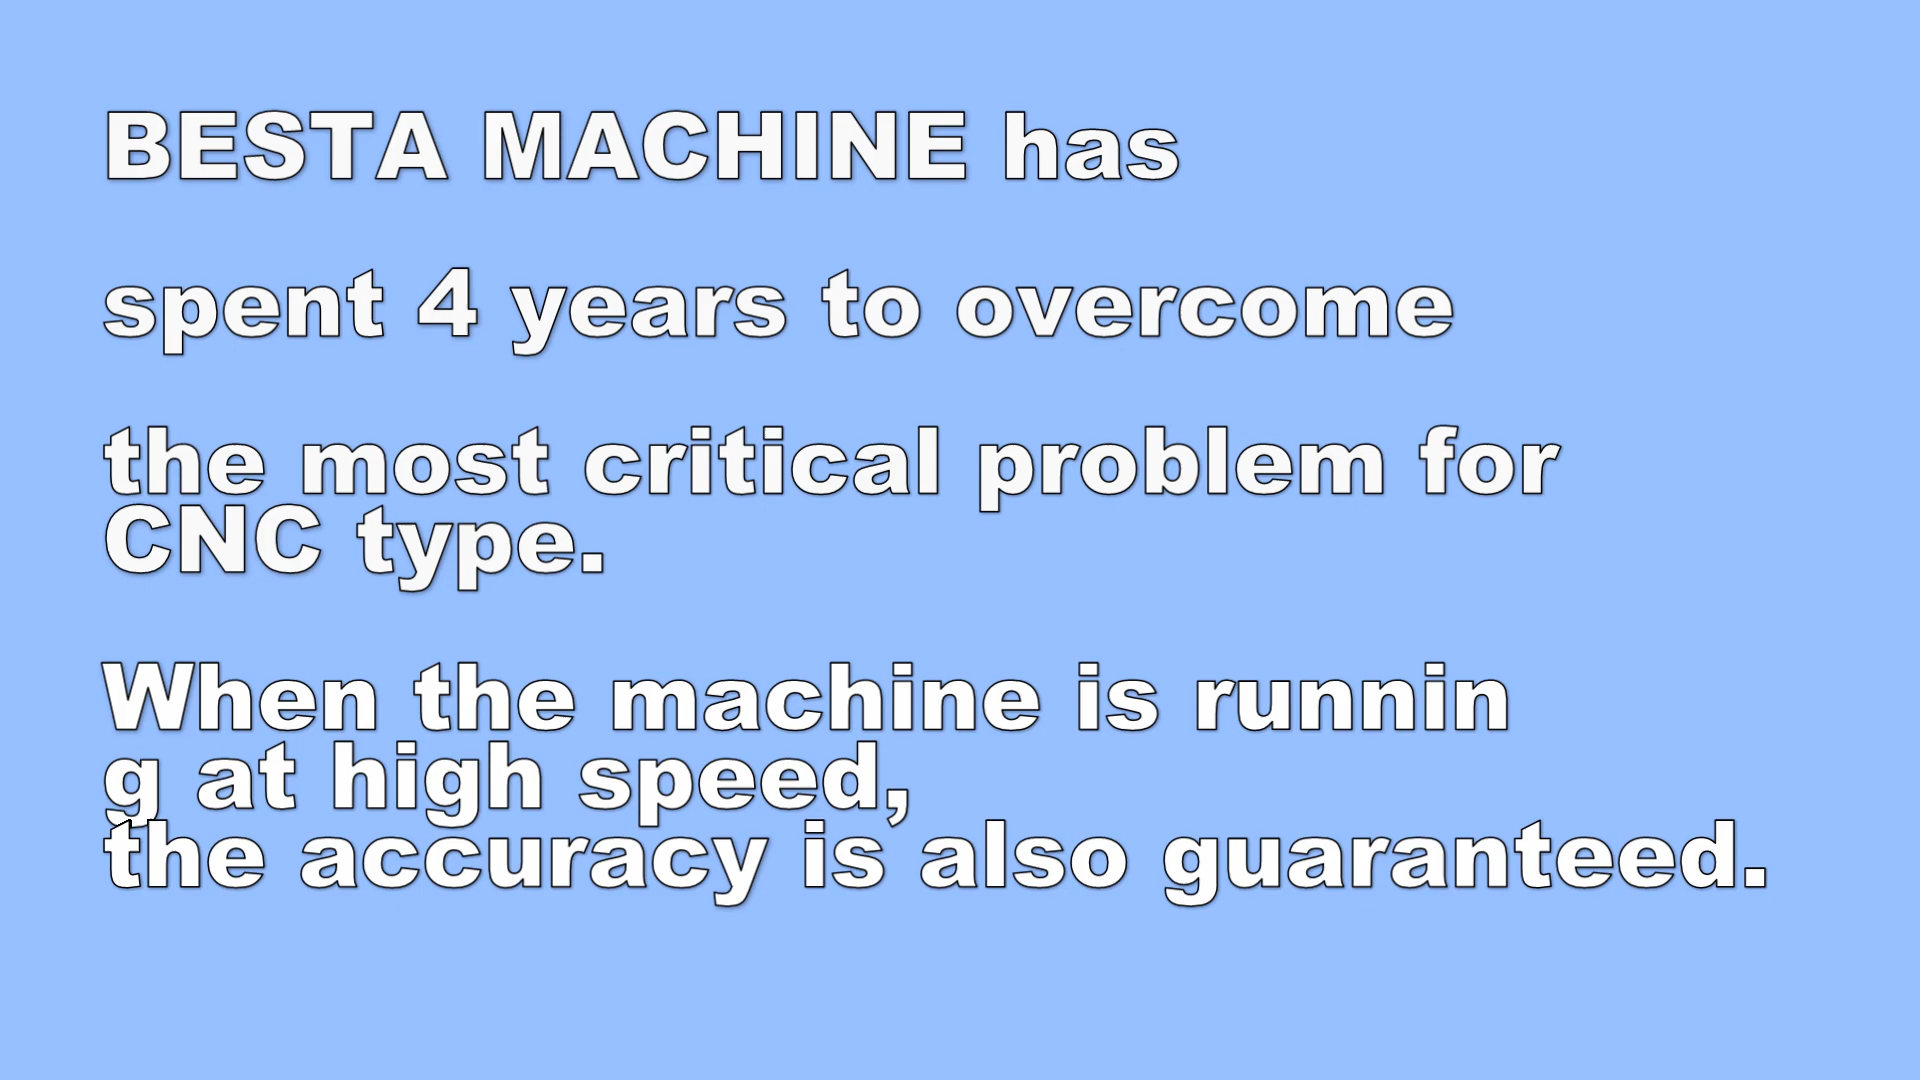 BESTA MACHINE has
spent 4 years to overcome
the most critical problem for
CNC type.
When the machine is runnin
g at high speed,
the accuracy is also guaranteed.